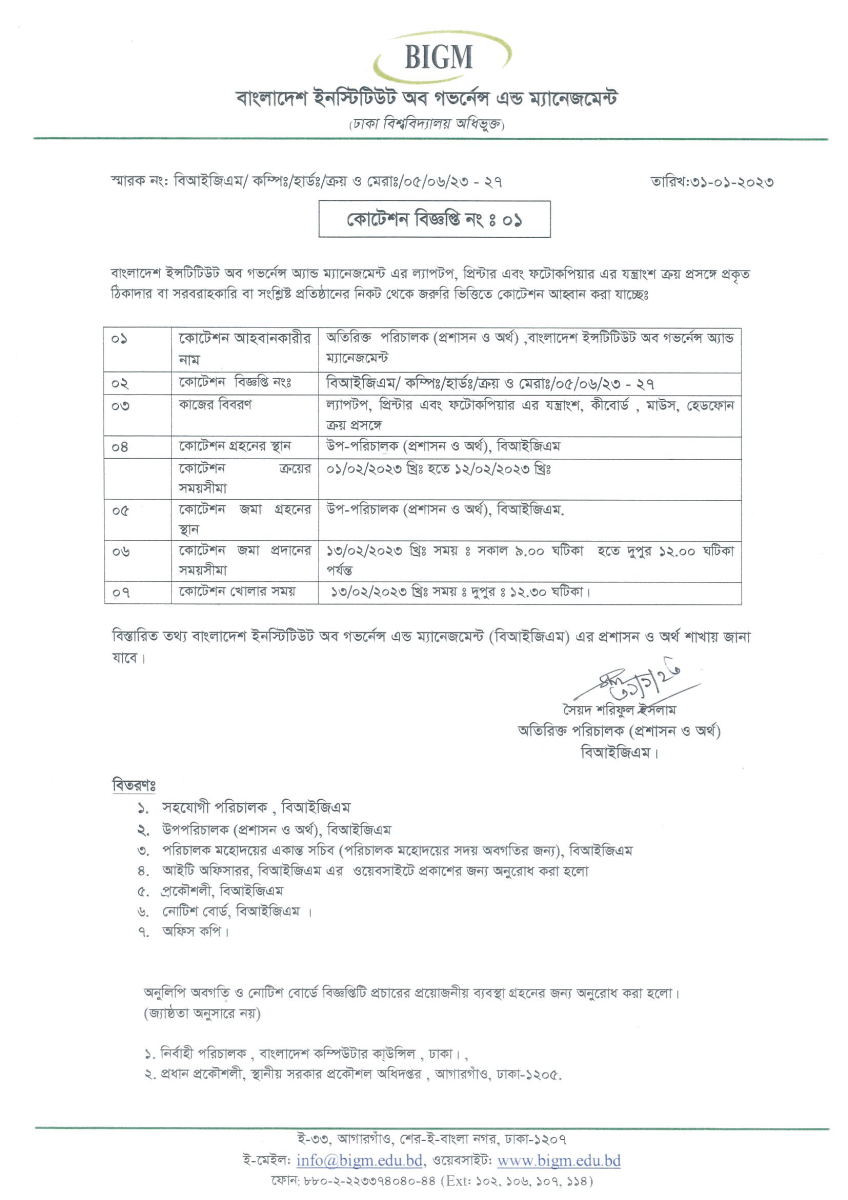 BIGM
বাংলাদেশ ইনস্টিটিউট অব গভর্নেন্স এন্ড ম্যানেজমেন্ট
(ঢাকা বিশ্ববিদ্যালয় অধিভুক্ত)
স্মারক নং: বিআইজিএম/ কম্পিঃ/হার্ডঃ/ক্রয় ও মেরাঃ/০৫/০৬/২৩ - ২৭ তারিখ:৩১-০১-২০২৩
কোটেশন বিজ্ঞপ্তি নং ঃ ০১
বাংলাদেশ ইন্সটিটিউট অব গভর্নেন্স অ্যান্ড ম্যানেজমেন্ট এর ল্যাপটপ, প্রিন্টার এবং ফটোকপিয়ার এর যন্ত্রাংশ ক্রয় প্রসঙ্গে প্রকৃত
ঠিকাদার বা সরবরাহকারি বা সংশ্লিষ্ট প্রতিষ্ঠানের নিকট থেকে জরুরি ভিত্তিতে কোটেশন আহ্বান করা যাচ্ছেঃ
০১ কোটেশন আহবানকারীর অতিরিক্ত পরিচালক (প্রশাসন ও অর্থ) ,বাংলাদেশ ইন্সটিটিউট অব গভর্নেন্স অ্যান্ড
নাম ম্যানেজমেন্ট
০২ কোটেশন বিজ্ঞপ্তি নংঃ বিআইজিএম/ কম্পিঃ/হার্ডঃ/ক্রয় ও মেরাঃ/০৫/০৬/২৩ - ২৭
০৩ কাজের বিবরণ ল্যাপটপ, প্রিন্টার এবং ফটোকপিয়ার এর যন্ত্রাংশ, কীবোর্ড , মাউস, হেডফোন
ক্রয় প্রসঙ্গে
০৪ কোটেশন গ্রহনের স্থান উপ-পরিচালক (প্রশাসন ও অর্থ), বিআইজিএম
কোটেশন ক্রয়ের ০১/০২/২০২৩ খ্রিঃ হতে ১২/০২/২০২৩ খ্রিঃ
সময়সীমা
০৫ কোটেশন জমা গ্রহনের উপ-পরিচালক (প্রশাসন ও অর্থ), বিআইজিএম.
স্থান
০৬ কোটেশন জমা প্রদানের ১৩/০২/২০২৩ খ্রিঃ সময় ঃ সকাল ৯.০০ ঘটিকা হতে দুপুর ১২.০০ ঘটিকা
সময়সীমা পর্যন্ত
০৭ কোটেশন খোলার সময় ১৩/০২/২০২৩ খ্রিঃ সময় ঃ দুপুর ঃ ১২.৩০ ঘটিকা।
বিস্তারিত তথ্য বাংলাদেশ ইনস্টিটিউট অব গভর্নেন্স এন্ড ম্যানেজমেন্ট (বিআইজিএম) এর প্রশাসন ও অর্থ শাখায় জানা
যাবে।
৩১/১/২৩
সৈয়দ শরিফুল ইসলাম
অতিরিক্ত পরিচালক (প্রশাসন ও অর্থ)
বিআইজিএম।
বিতরণঃ
১. সহযোগী পরিচালক , বিআইজিএম
২. উপপরিচালক (প্রশাসন ও অর্থ), বিআইজিএম
৩. পরিচালক মহোদয়ের একান্ত সচিব (পরিচালক মহোদয়ের সদয় অবগতির জন্য), বিআইজিএম
৪. আইটি অফিসারর, বিআইজিএম এর ওয়েবসাইটে প্রকাশের জন্য অনুরোধ করা হলো
৫. প্রকৌশলী, বিআইজিএম
৬. নোটিশ বোর্ড, বিআইজিএম ।
৭. অফিস কপি।
অনুলিপি অবগতি ও নোটিশ বোর্ডে বিজ্ঞপ্তিটি প্রচারের প্রয়োজনীয় ব্যবস্থা গ্রহনের জন্য অনুরোধ করা হলো।
(জ্যাষ্ঠতা অনুসারে নয়)
১. নির্বাহী পরিচালক , বাংলাদেশ কম্পিউটার কাউন্সিল , ঢাকা। ,
২. প্রধান প্রকৌশলী, স্থানীয় সরকার প্রকৌশল অধিদপ্তর , আগারগাঁও, ঢাকা-১২০৫.
ই-৩৩, আগারগাঁও, শের-ই-বাংলা নগর, ঢাকা-১২০৭
ই-মেইল: info@bigm.edu.bd, ওয়েবসাইট: www.bigm.edu.bd
ফোন: ৮৮০-২-২২৩৩৭৪০৪০-৪৪ (Ext: ১০২, ১০৬, ১০৭, ১১৪)